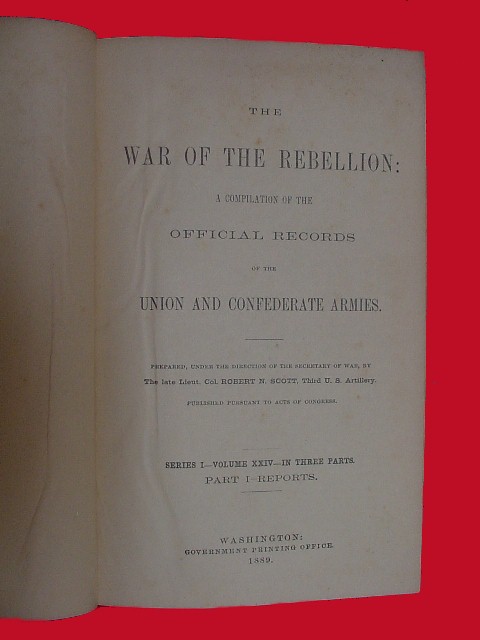 THE
WAR OF THE REBELLION:
A COMPILATION OF THE
OFFICIAL RECORDS
OF THE
UNION AND CONFEDERATE ARMIES.
PREPARED, UNDER THE DIRECTION OF THE SECRETARY OF WAR, BY
The late Lieut. Col. ROBERT N. SCOTT, Third U. S. Artillery.
PUBLISHED PURSUANT TO ACTS OF CONGRESS.
SERIES I—VOLUME XXIV—IN THREE PARTS.
PART I—REPORTS.
WASHINGTON:
GOVERNMENT PRINTING OFFICE.
1889.